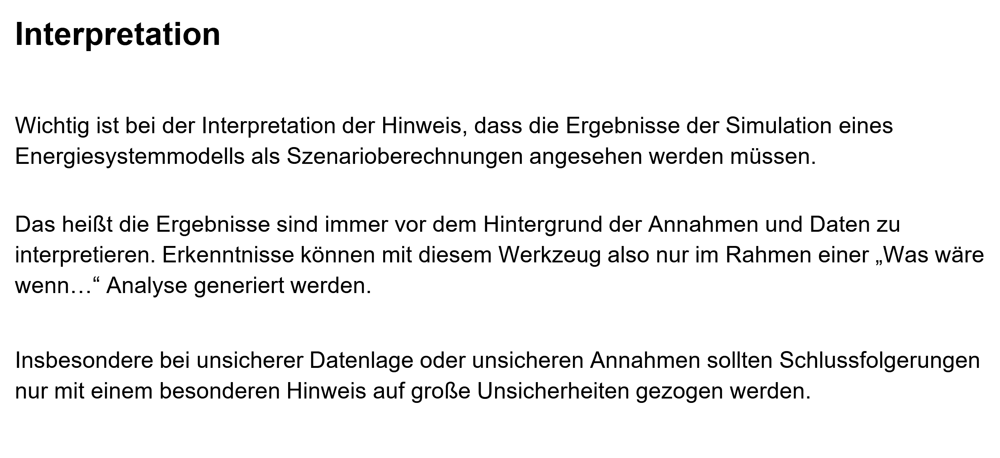 Interpretation
Wichtig ist bei der Interpretation der Hinweis, dass die Ergebnisse der Simulation eines
Energiesystemmodells als Szenarioberechnungen angesehen werden müssen.
Das heißt die Ergebnisse sind immer vor dem Hintergrund der Annahmen und Daten zu
interpretieren. Erkenntnisse können mit diesem Werkzeug also nur im Rahmen einer „Was wäre
wenn…“ Analyse generiert werden.
Insbesondere bei unsicherer Datenlage oder unsicheren Annahmen sollten Schlussfolgerungen
nur mit einem besonderen Hinweis auf große Unsicherheiten gezogen werden.